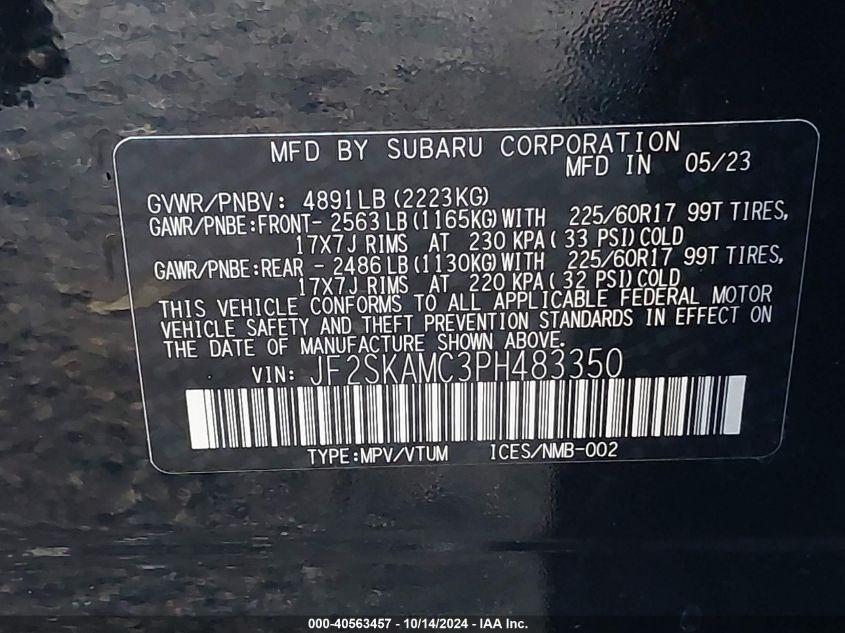 MFD BY SUBARU CORPORATION
MFD IN 05/23
GVWR/PNBV: 4891LB (2223KG)
GAWR/PNBE:FRONT- 2563 LB (1165KG) WITH 225/60R17 99T TIRES,
17X7J RIMS AT 230 KPA ( 33 PSI) COLD
GAWR/PNBE:REAR - 2486 LB (1130KG) WITH 225/60R17 99T TIRES,
17X7J RIMS AT 220 KPA ( 32 PSI) COLD
THIS VEHICLE CONFORMS TO ALL APPLICABLE FEDERAL MOTOR
VEHICLE SAFETY AND THEFT PREVENTION STANDARDS IN EFFECT ON
THE DATE OF MANUFACTURE SHOWN ABOVE.
VIN: JF2SKAMC3PH483350
TYPE:MPV/VTUM ICES/NMB-002
000-40563457 - 10/14/2024 - IAA Inc.